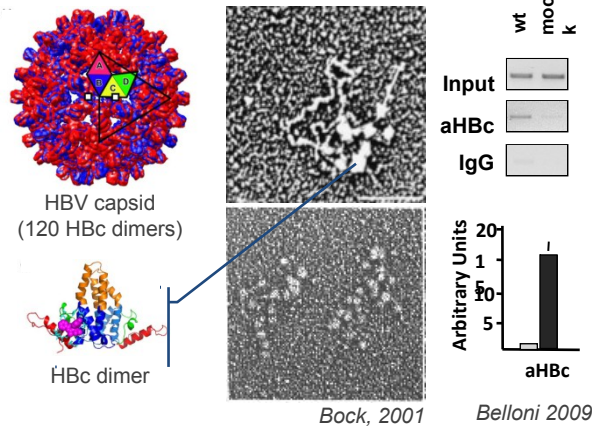 A
B
C
D
HBV capsid
(120 HBc dimers)
HBc dimer
Bock, 2001
wt
moc
k
Input
aHBc
IgG
Arbitrary Units
20
1
5
10
5
aHBc
Belloni 2009